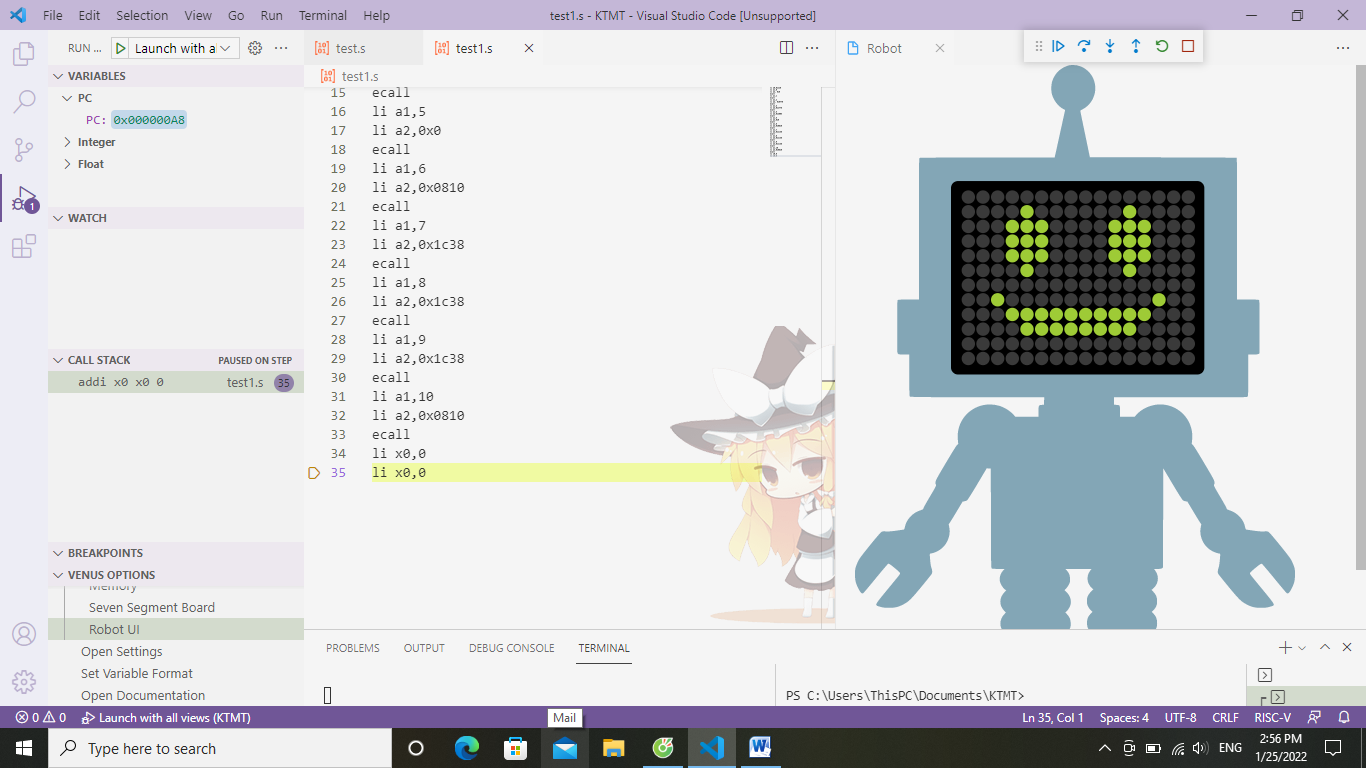 File Edit Selection View Go Run Terminal Help test1.s - KTMT - Visual Studio Code [Unsupported]
RUN ... Launch with a
VARIABLES
PC
PC: 0x000000A8
Integer
Float
WATCH
CALL STACK PAUSED ON STEP
addi x0 x0 0 test1.s 35
BREAKPOINTS
VENUS OPTIONS
Memory
Seven Segment Board
Robot UI
Open Settings
Set Variable Format
Open Documentation
test.s test1.s
test1.s
15 ecall
16 li a1,5
17 li a2,0x0
18 ecall
19 li a1,6
20 li a2,0x0810
21 ecall
22 li a1,7
23 li a2,0x1c38
24 ecall
25 li a1,8
26 li a2,0x1c38
27 ecall
28 li a1,9
29 li a2,0x1c38
30 ecall
31 li a1,10
32 li a2,0x0810
33 ecall
34 li x0,0
35 li x0,0
Robot
PROBLEMS OUTPUT DEBUG CONSOLE TERMINAL
PS C:\Users\ThisPC\Documents\KTMT>
0 0 Launch with all views (KTMT) Ln 35, Col 1 Spaces: 4 UTF-8 CRLF RISC-V
1
Mail
Type here to search
ENG
2:56 PM
1/25/2022